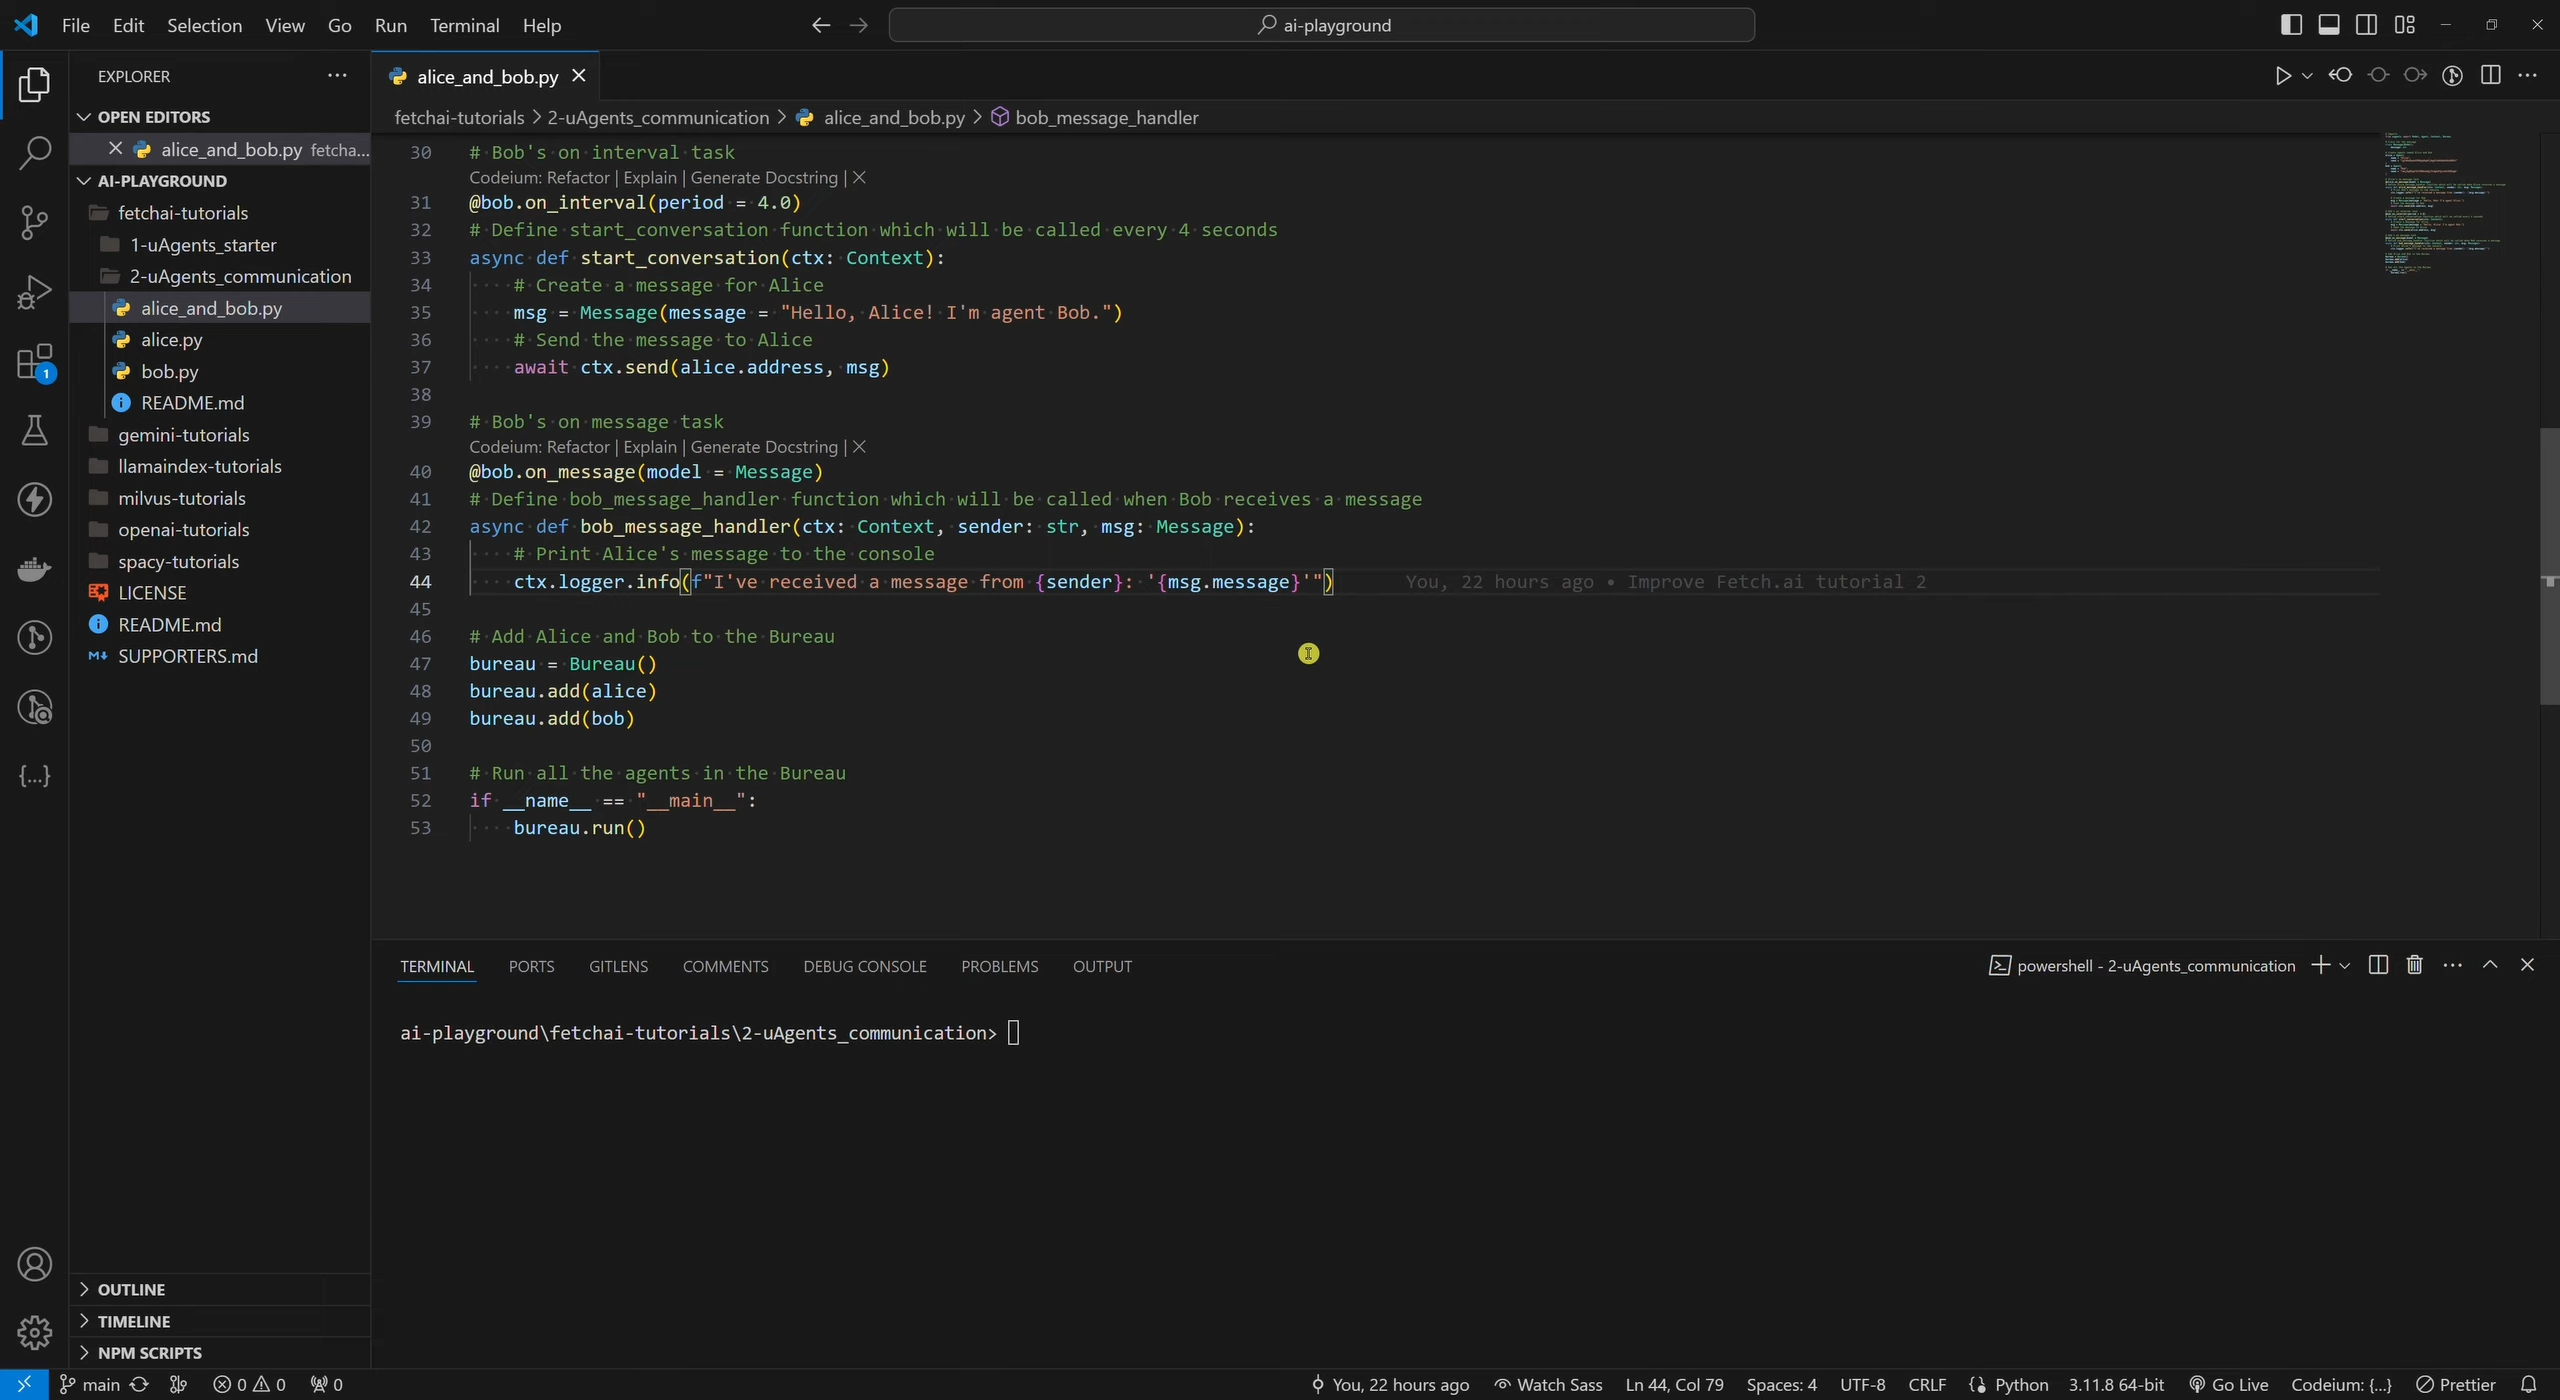 File Edit Selection View Go Run Terminal Help
ai-playground
EXPLORER
OPEN EDITORS
alice_and_bob.py fetcha...
AI-PLAYGROUND
fetchai-tutorials
1-uAgents_starter
2-uAgents_communication
alice_and_bob.py
alice.py
bob.py
README.md
gemini-tutorials
llamaindex-tutorials
milvus-tutorials
openai-tutorials
spacy-tutorials
LICENSE
README.md
SUPPORTERS.md
OUTLINE
TIMELINE
NPM SCRIPTS
1
{...}
alice_and_bob.py
fetchai-tutorials > 2-uAgents_communication > alice_and_bob.py > bob_message_handler
30 # Bob's on interval task
Codeium: Refactor | Explain | Generate Docstring | X
31 @bob.on_interval(period = 4.0)
32 # Define start_conversation function which will be called every 4 seconds
33 async def start_conversation(ctx: Context):
34 # Create a message for Alice
35 msg = Message(message = "Hello, Alice! I'm agent Bob.")
36 # Send the message to Alice
37 await ctx.send(alice.address, msg)
38
39 # Bob's on message task
Codeium: Refactor | Explain | Generate Docstring | X
40 @bob.on_message(model = Message)
41 # Define bob_message_handler function which will be called when Bob receives a message
42 async def bob_message_handler(ctx: Context, sender: str, msg: Message):
43 # Print Alice's message to the console
44 ctx.logger.info(f"I've received a message from {sender}: '{msg.message}'") You, 22 hours ago • Improve Fetch.ai tutorial 2
45
46 # Add Alice and Bob to the Bureau
47 bureau = Bureau()
48 bureau.add(alice)
49 bureau.add(bob)
50
51 # Run all the agents in the Bureau
52 if __name__ == "__main__":
53 bureau.run()
TERMINAL PORTS GITLENS COMMENTS DEBUG CONSOLE PROBLEMS OUTPUT
powershell - 2-uAgents_communication
ai-playground\fetchai-tutorials\2-uAgents_communication>
main 0 0 0 You, 22 hours ago Watch Sass Ln 44, Col 79 Spaces: 4 UTF-8 CRLF Python 3.11.8 64-bit Go Live Codeium: {...} Prettier